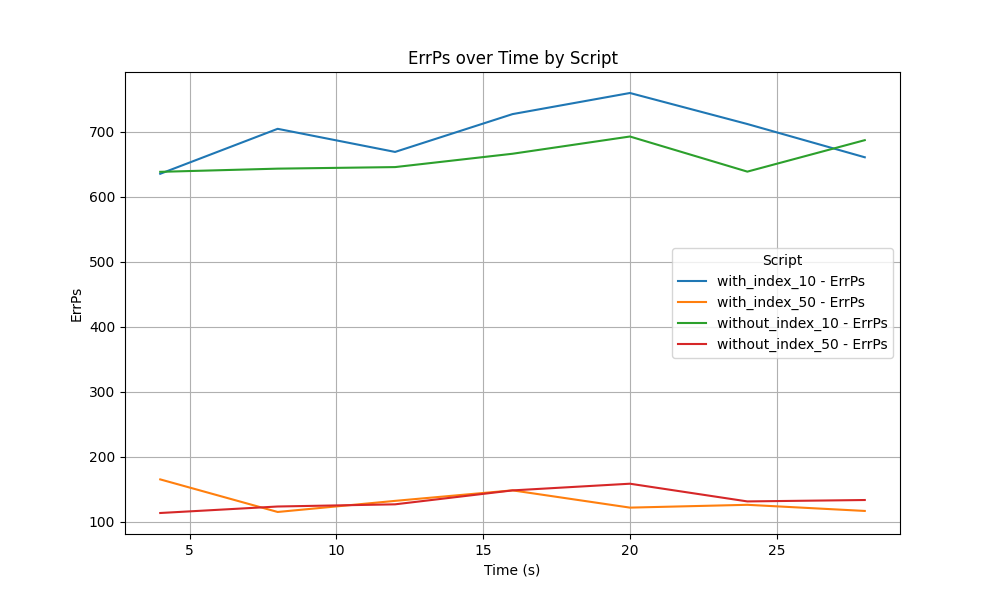 ErrPs over Time by Script
ErrPs
700
600
500
400
300
200
100
Script
with_index_10 - ErrPs
with_index_50 - ErrPs
without_index_10 - ErrPs
without_index_50 - ErrPs
5 10 15 20 25
Time (s)